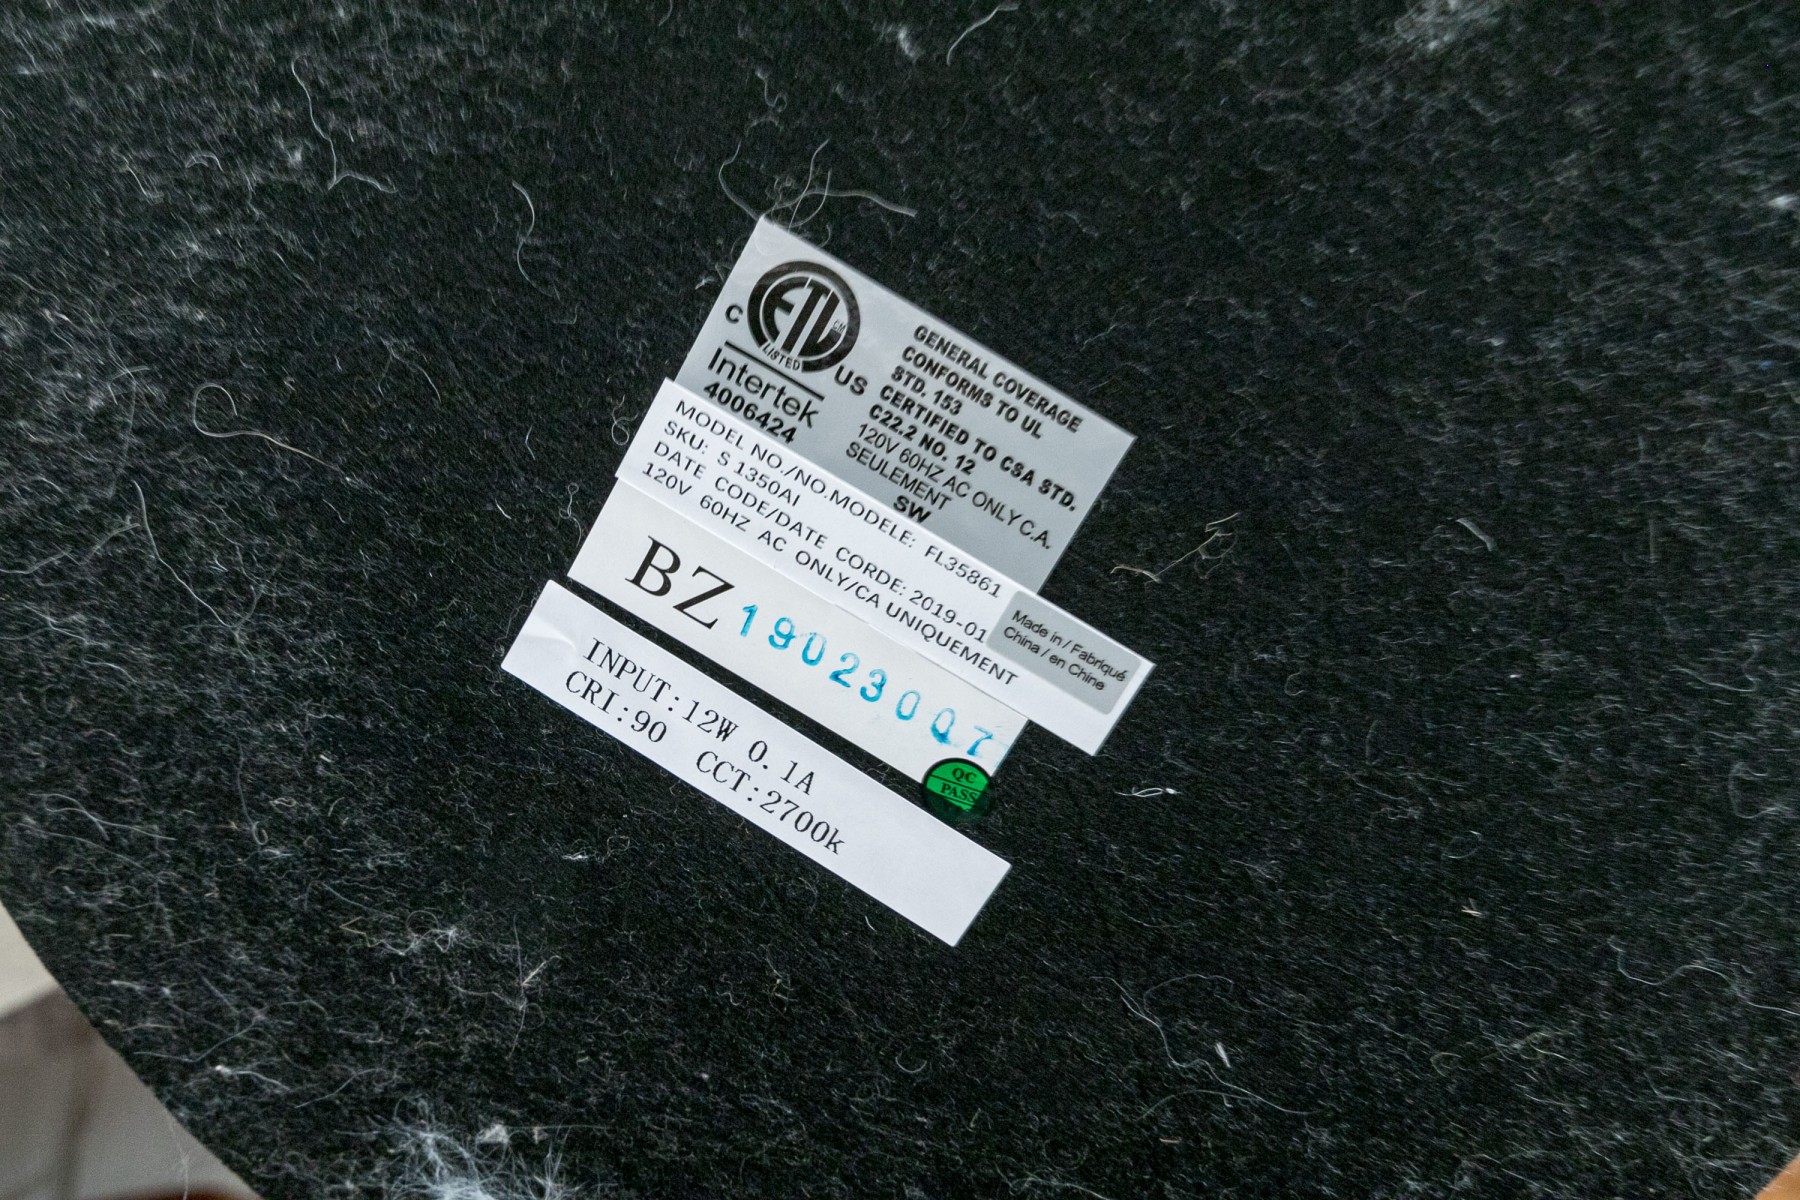 C ETL CM US
LISTED
Intertek
4006424
GENERAL COVERAGE
CONFORMS TO UL
STD. 153
CERTIFIED TO CSA STD.
C22.2 NO. 12
120V 60HZ AC ONLY C.A.
SEULEMENT
SW
MODEL NO./NO.MODELE: FL35861
SKU: S 1350AI
DATE CODE/DATE CORDE: 2019-01
120V 60HZ AC ONLY/CA UNIQUEMENT
Made in / Fabriqué
China / en Chine
BZ 19023007
QC
PASS
INPUT:12W 0.1A
CRI:90 CCT:2700k